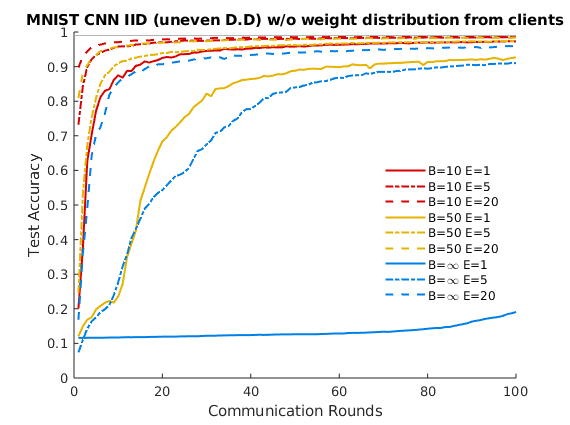 MNIST CNN IID (uneven D.D) w/o weight distribution from clients
1
0.9
0.8
0.7
0.6
0.5
0.4
0.3
0.2
0.1
0
Test Accuracy
B=10 E=1
B=10 E=5
B=10 E=20
B=50 E=1
B=50 E=5
B=50 E=20
B=∞ E=1
B=∞ E=5
B=∞ E=20
0 20 40 60 80 100
Communication Rounds